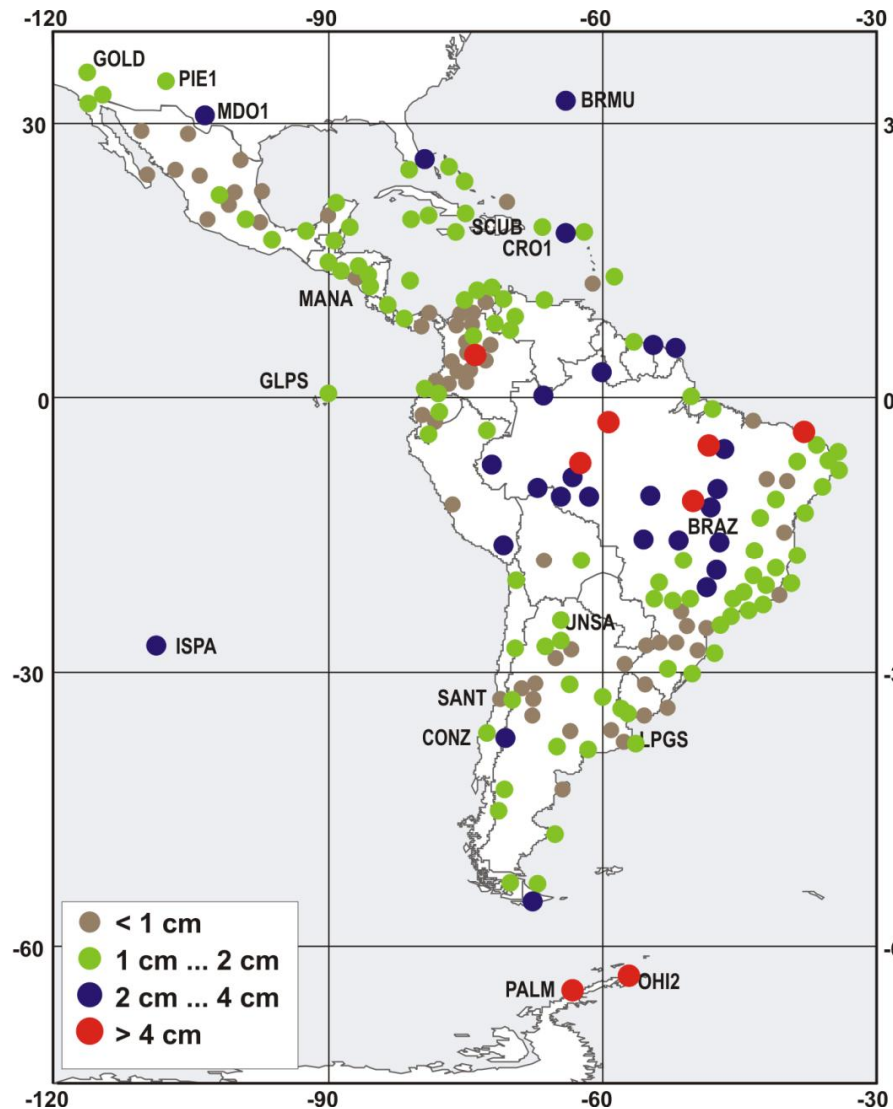 -120 -90 -60 -30
GOLD
PIE1
MDO1
BRMU
30
SCUB
CRO1
MANA
GLPS
0
0
BRAZ
UNSA
ISPA
-30
-30
SANT
CONZ
LPGS
< 1 cm
1 cm ... 2 cm
2 cm ... 4 cm
> 4 cm
-60
PALM
OHI2
-120 -90 -60 -30